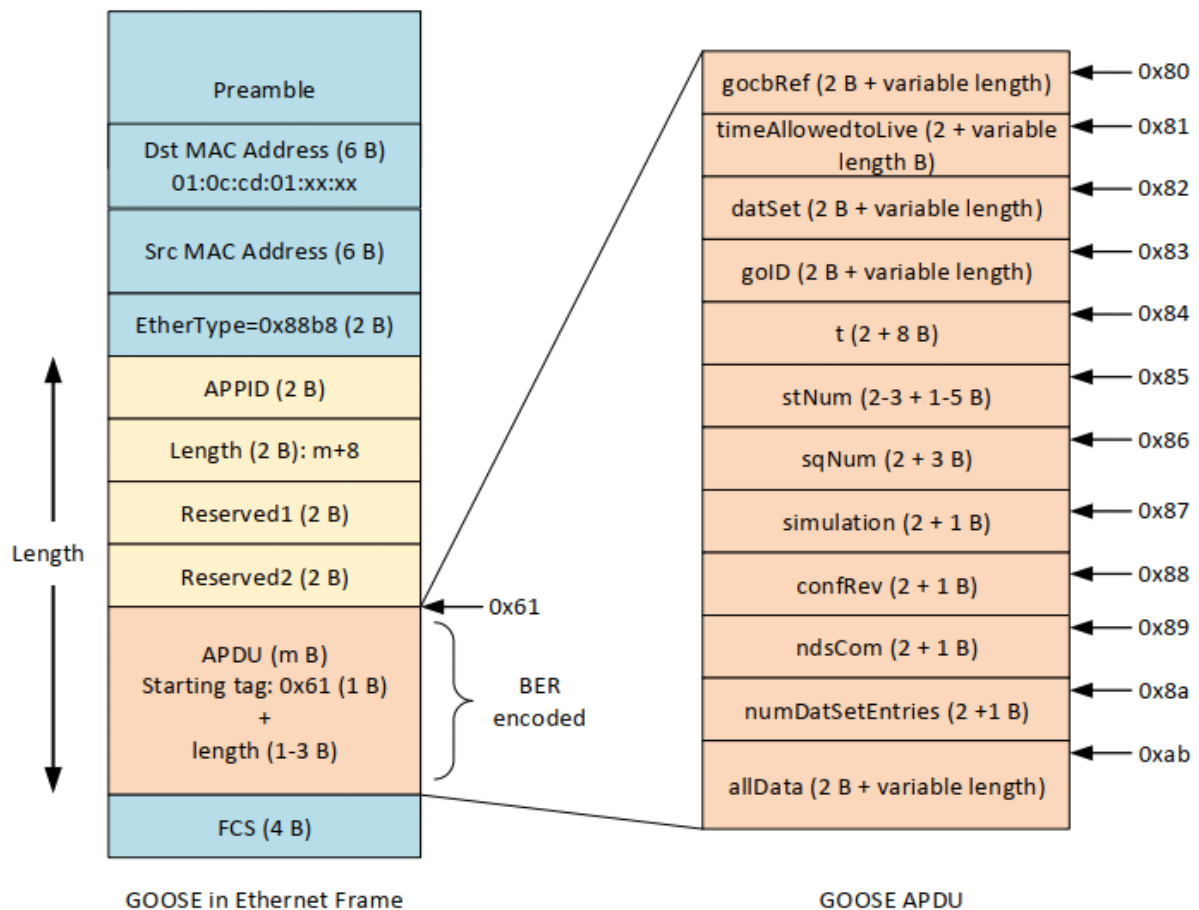 Preamble
Dst MAC Address (6 B)
01:0c:cd:01:xx:xx
Src MAC Address (6 B)
EtherType=0x88b8 (2 B)
APPID (2 B)
Length (2 B): m+8
Reserved1 (2 B)
Reserved2 (2 B)
Length
0x61
APDU (m B)
Starting tag: 0x61 (1 B)
+
length (1-3 B)
BER
encoded
FCS (4 B)
GOOSE in Ethernet Frame
gocbRef (2 B + variable length)
0x80
timeAllowedtoLive (2 + variable
length B)
0x81
datSet (2 B + variable length)
0x82
goID (2 B + variable length)
0x83
t (2 + 8 B)
0x84
stNum (2-3 + 1-5 B)
0x85
sqNum (2 + 3 B)
0x86
simulation (2 + 1 B)
0x87
confRev (2 + 1 B)
0x88
ndsCom (2 + 1 B)
0x89
numDatSetEntries (2 +1 B)
0x8a
allData (2 B + variable length)
0xab
GOOSE APDU